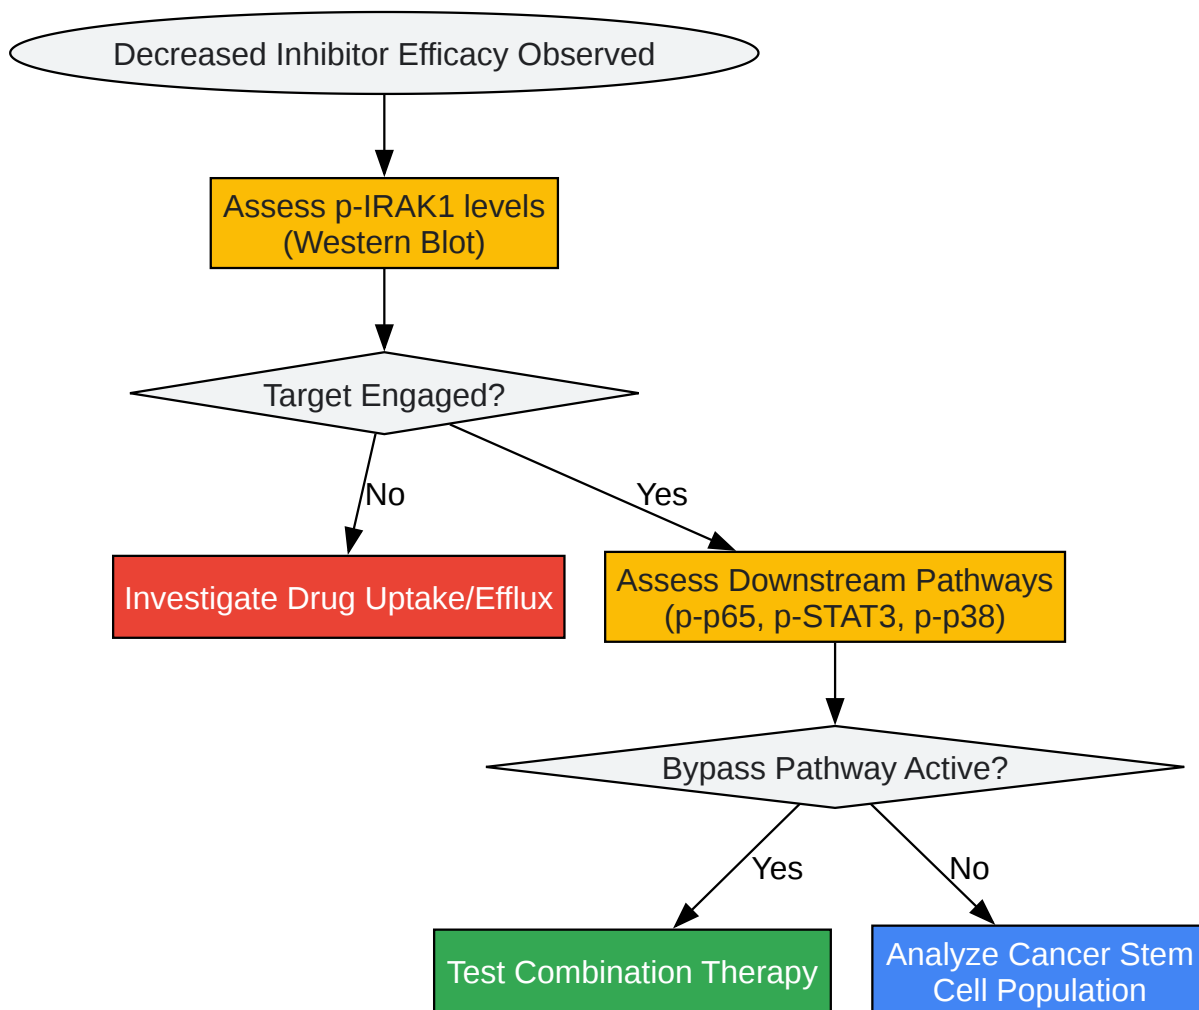 Decreased Inhibitor Efficacy Observed
Assess p-IRAK1 levels
(Western Blot)
Target Engaged?
No
Yes
Investigate Drug Uptake/Efflux
Assess Downstream Pathways
(p-p65, p-STAT3, p-p38)
Bypass Pathway Active?
Yes
No
Test Combination Therapy
Analyze Cancer Stem
Cell Population